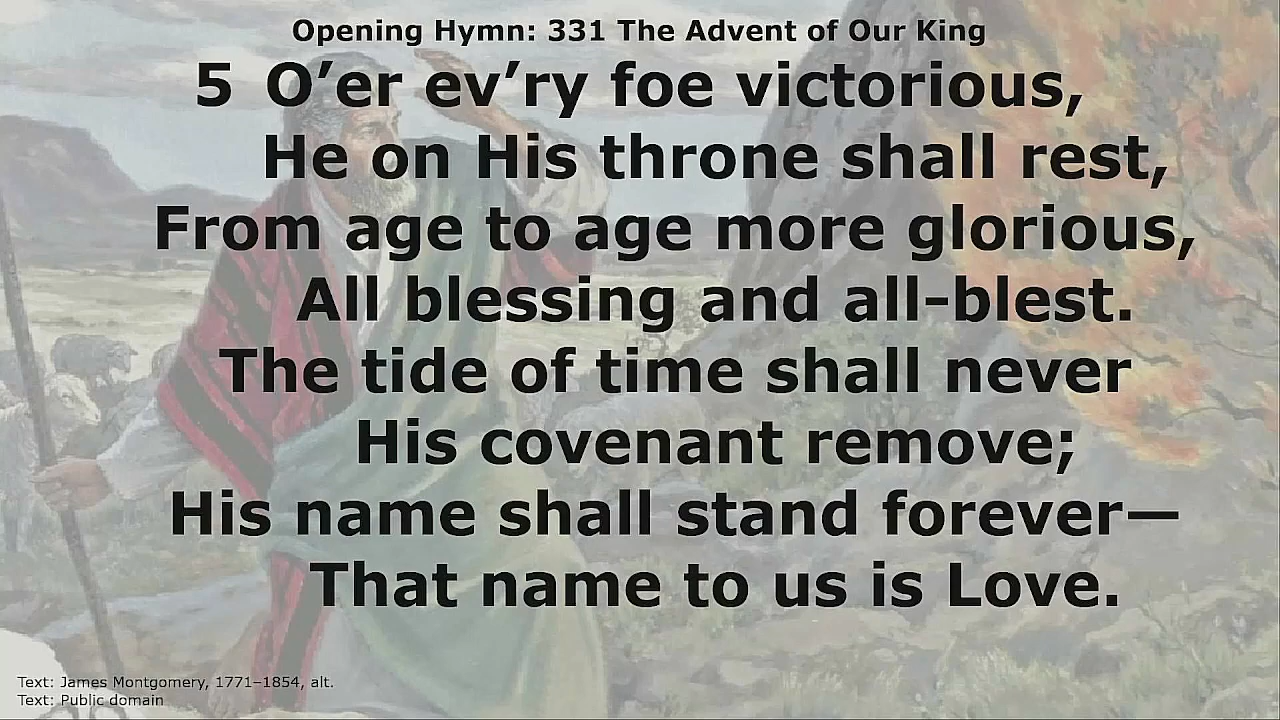 Opening Hymn: 331 The Advent of Our King
5 O’er ev’ry foe victorious,
He on His throne shall rest,
From age to age more glorious,
All blessing and all-blest.
The tide of time shall never
His covenant remove;
His name shall stand forever—
That name to us is Love.
Text: James Montgomery, 1771–1854, alt.
Text: Public domain